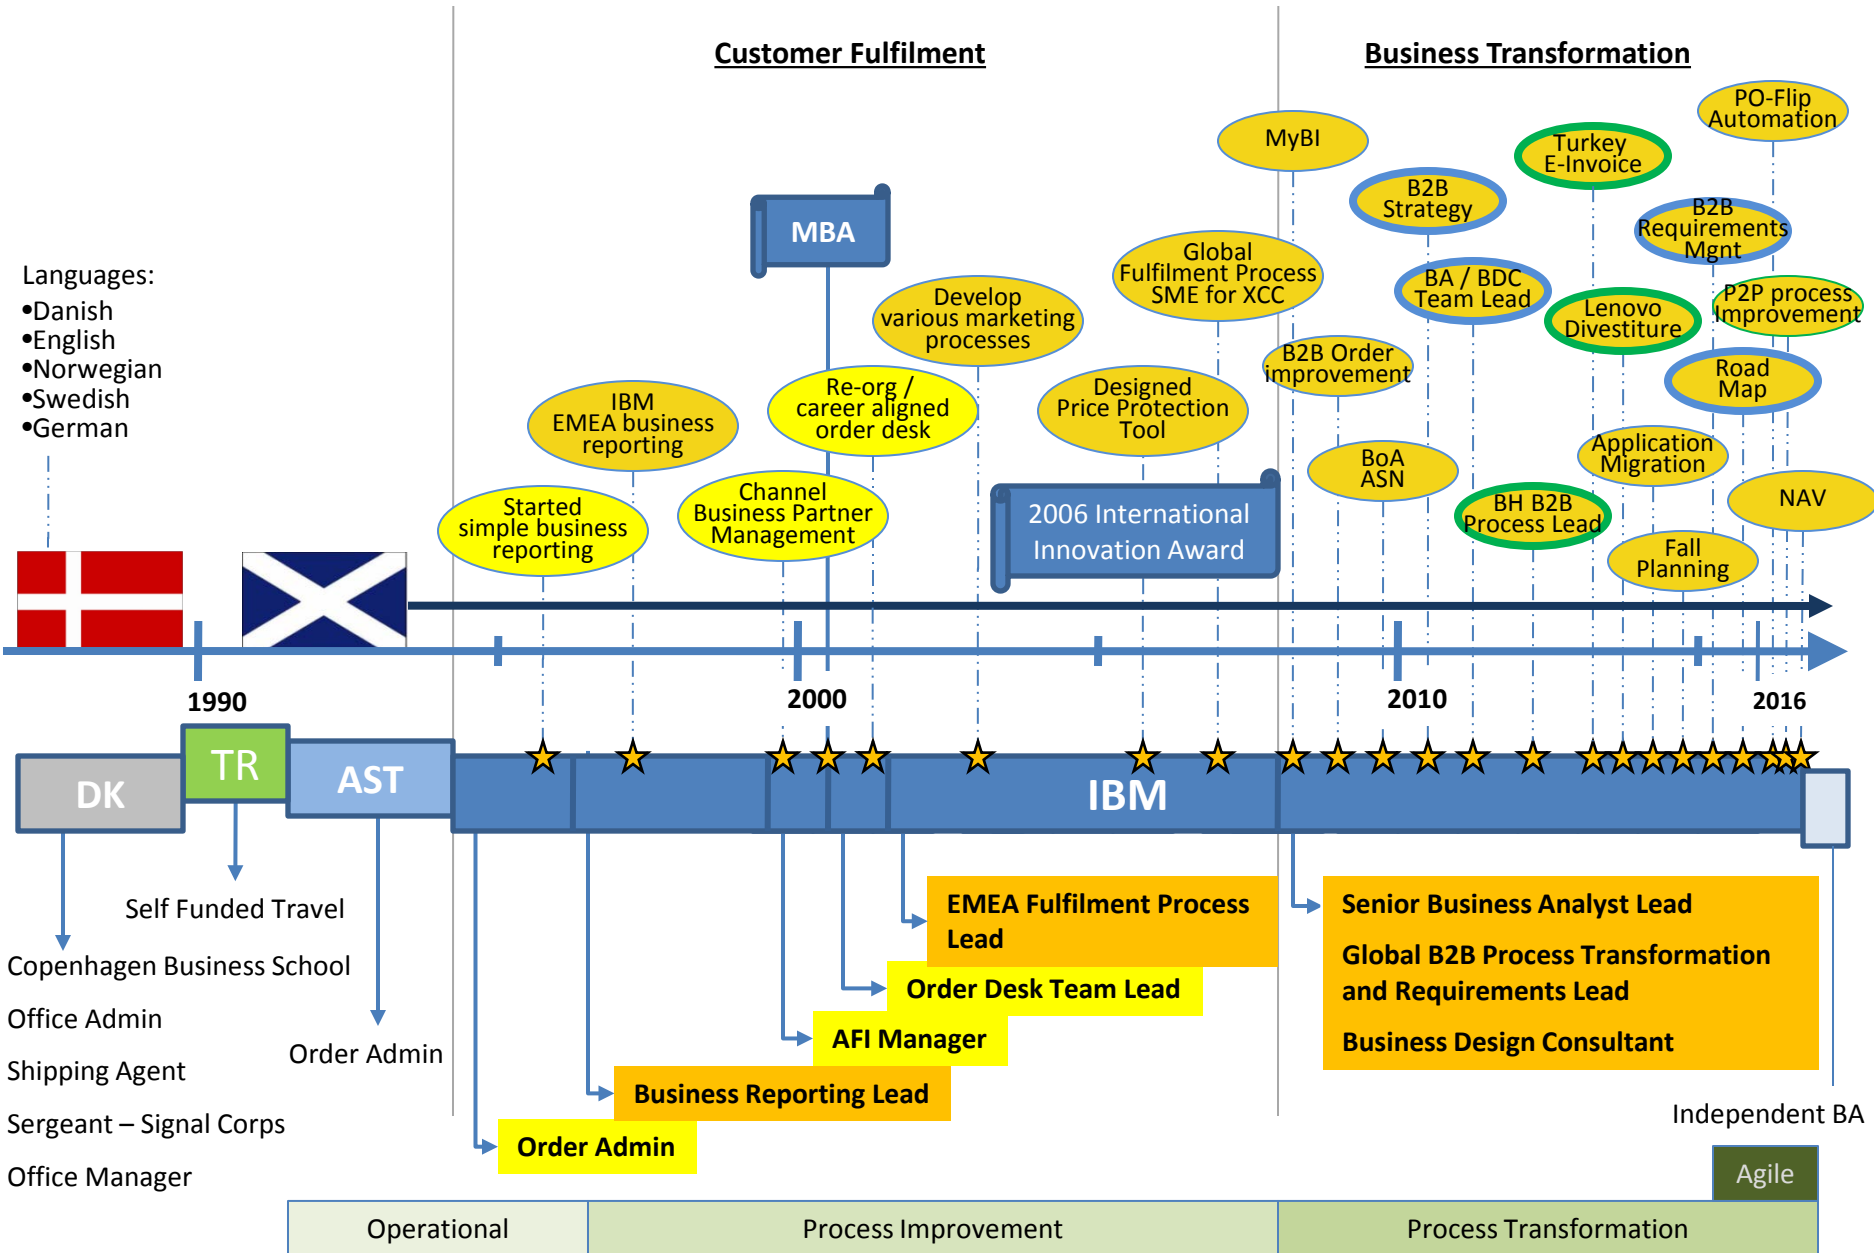 Customer Fulfilment
Business Transformation
PO-Flip
Automation
MyBI
Turkey
E-Invoice
B2B
Strategy
B2B
Requirements
Mgnt
MBA
Global
Fulfilment Process
SME for XCC
BA / BDC
Team Lead
Languages:
•Danish
•English
•Norwegian
•Swedish
•German
Develop
various marketing
processes
Lenovo
Divestiture
P2P process
Improvement
B2B Order
improvement
Road
Map
IBM
EMEA business
reporting
Re-org /
career aligned
order desk
Designed
Price Protection
Tool
Application
Migration
BoA
ASN
Started
simple business
reporting
Channel
Business Partner
Management
2006 International
Innovation Award
BH B2B
Process Lead
NAV
Fall
Planning
1990
2000
2010
2016
DK
TR
AST
IBM
Self Funded Travel
Copenhagen Business School
Office Admin
Shipping Agent
Sergeant – Signal Corps
Office Manager
Order Admin
EMEA Fulfilment Process
Lead
Order Desk Team Lead
AFI Manager
Business Reporting Lead
Order Admin
Senior Business Analyst Lead
Global B2B Process Transformation
and Requirements Lead
Business Design Consultant
Independent BA
Agile
Operational
Process Improvement
Process Transformation